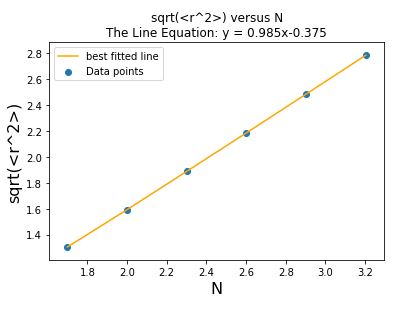 sqrt(<r^2>) versus N
The Line Equation: y = 0.985x-0.375
best fitted line
Data points
sqrt(<r^2>)
2.8
2.6
2.4
2.2
2.0
1.8
1.6
1.4
1.8 2.0 2.2 2.4 2.6 2.8 3.0 3.2
N